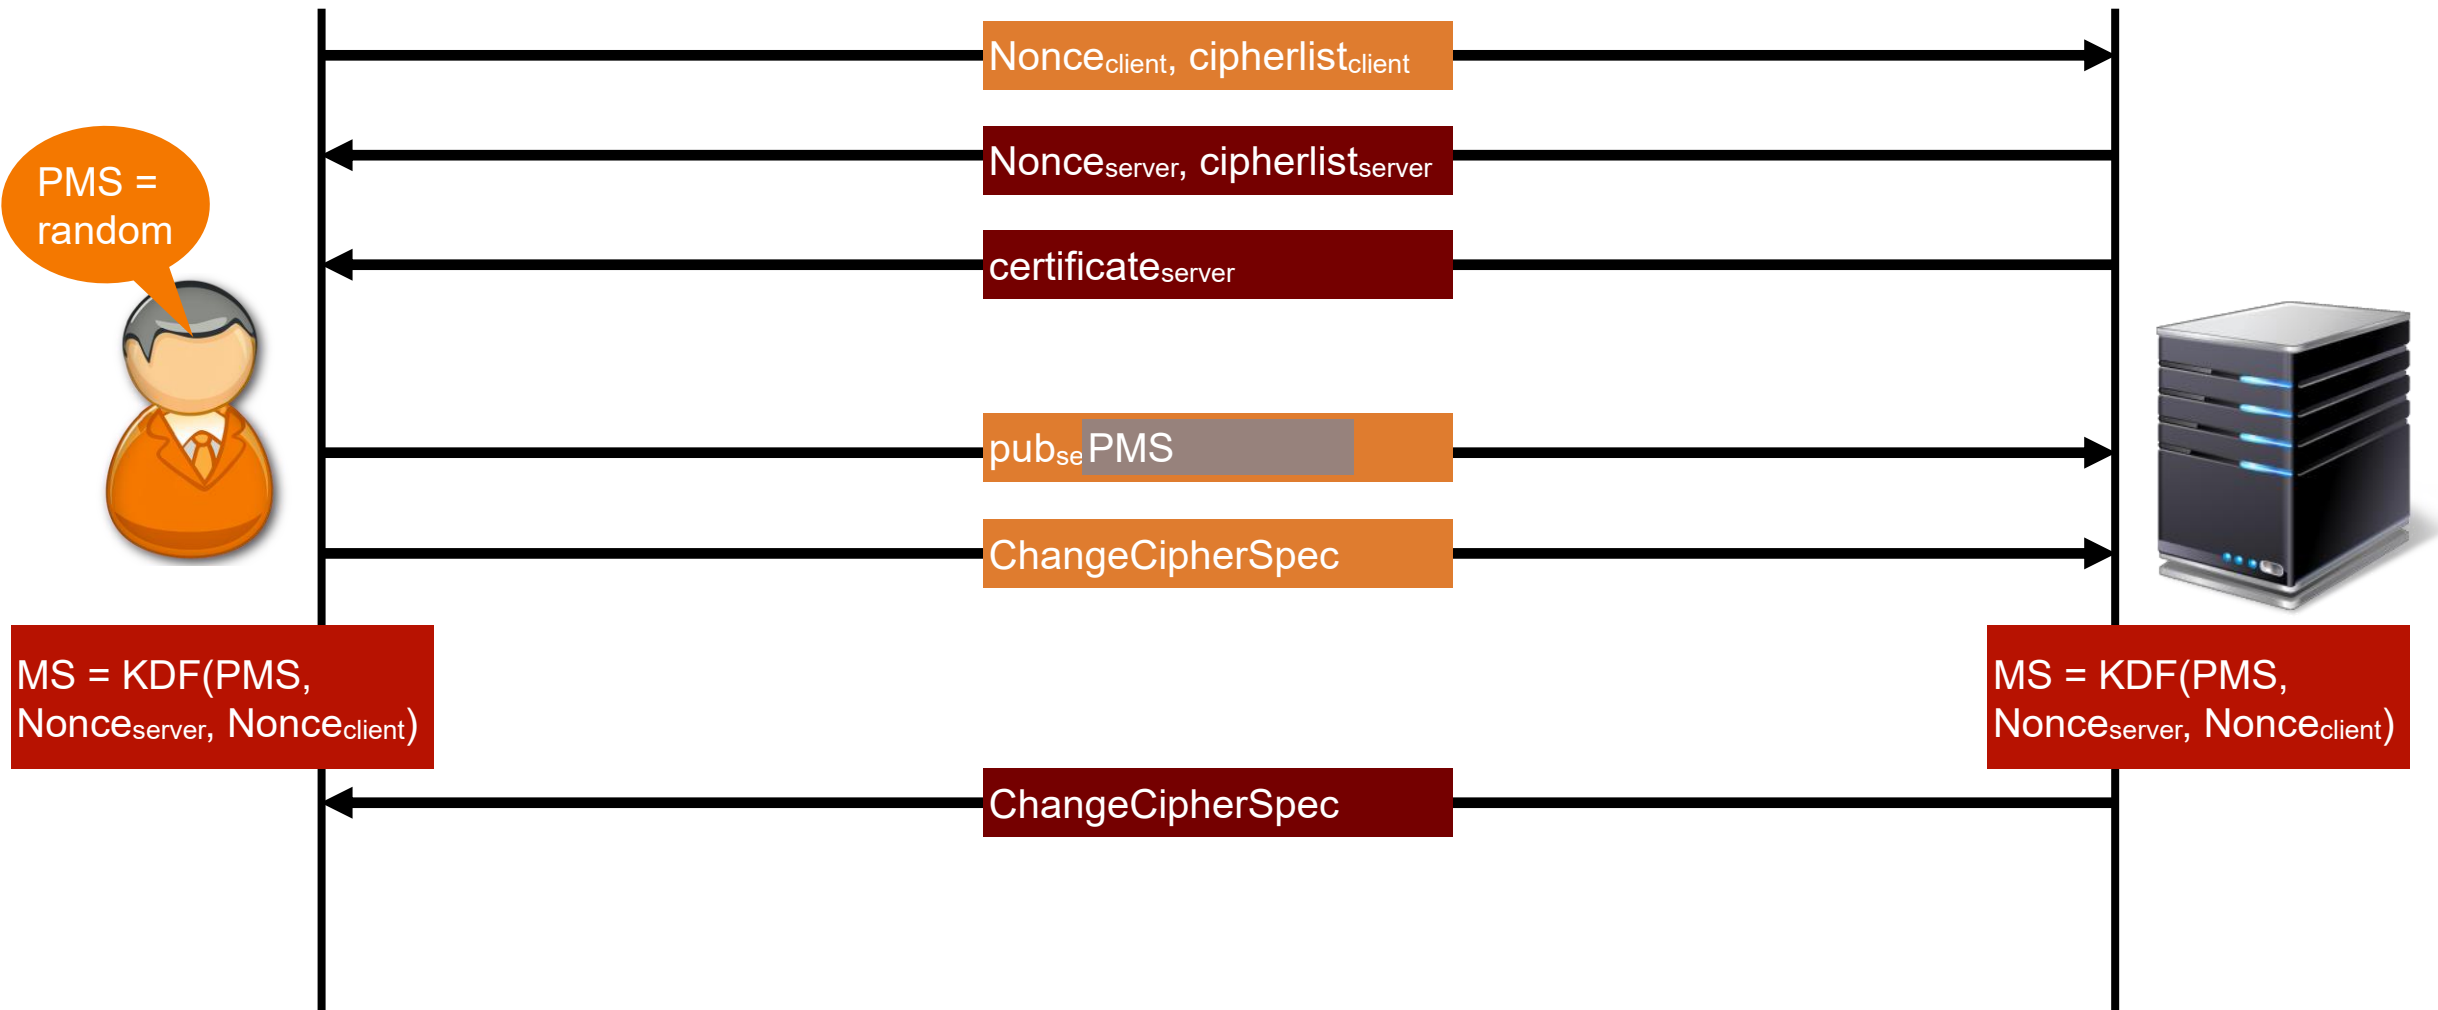 Nonceclient, cipherlistclient
Nonceserver, cipherlistserver
PMS =
random
certificateserver
pubse PMS
ChangeCipherSpec
MS = KDF(PMS,
Nonceserver, Nonceclient)
MS = KDF(PMS,
Nonceserver, Nonceclient)
ChangeCipherSpec